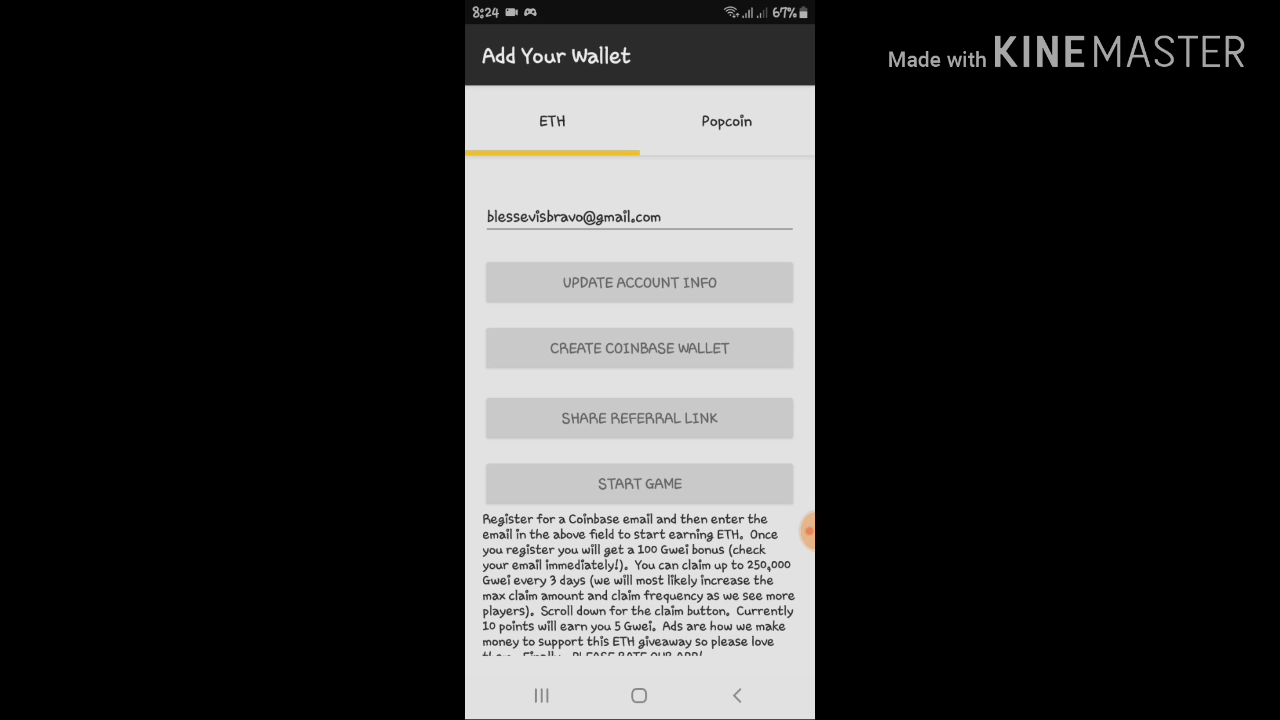 8:24
67%
Made with KINEMASTER
Add Your Wallet
ETH
Popcoin
blessevisbravo@gmail.com
UPDATE ACCOUNT INFO
CREATE COINBASE WALLET
SHARE REFERRAL LINK
START GAME
Register for a Coinbase email and then enter the
email in the above field to start earning ETH. Once
you register you will get a 100 Gwei bonus (check
your email immediately!). You can claim up to 250,000
Gwei every 3 days (we will most likely increase the
max claim amount and claim frequency as we see more
players). Scroll down for the claim button. Currently
10 points will earn you 5 Gwei. Ads are how we make
money to support this ETH giveaway so please love
Finally, PLEASE RATE OUR APP!